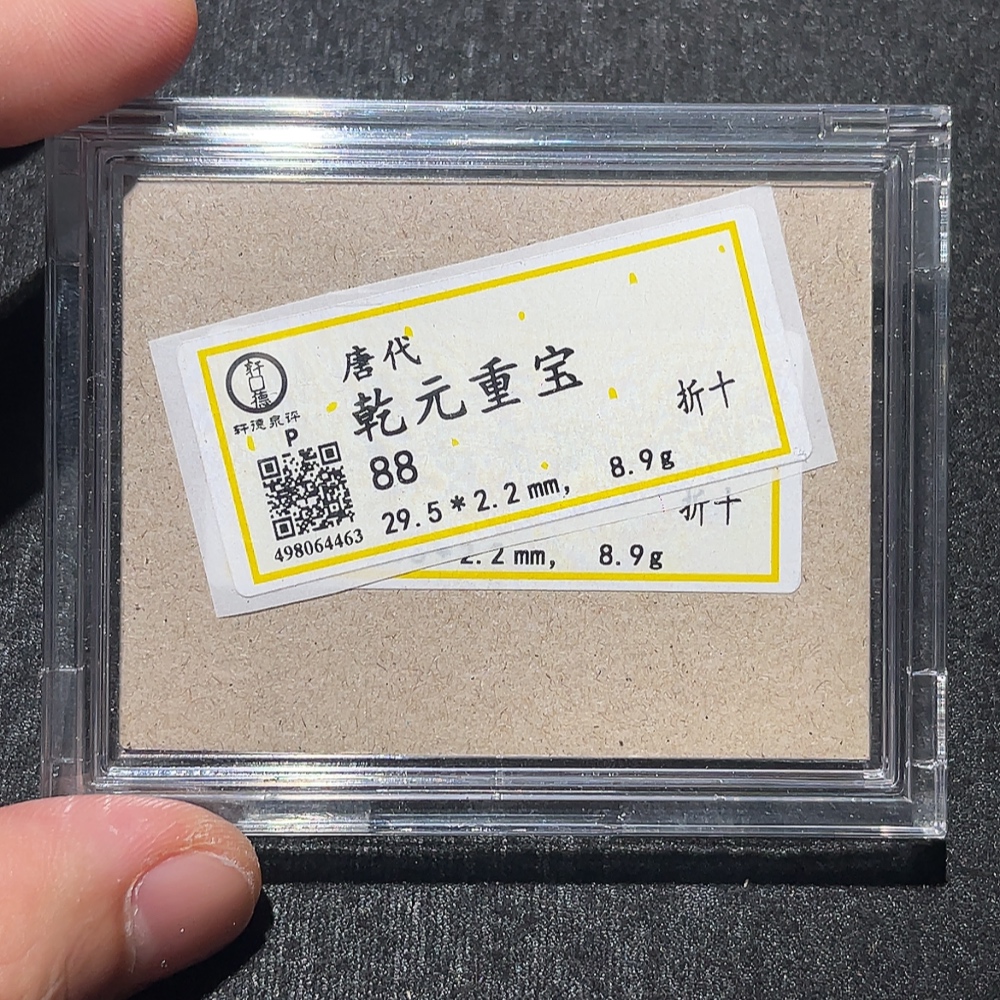 轩德
轩德泉评
P
498064463
唐代
乾元重宝
88
29.5*2.2mm, 8.9g
折十
折十
2.2mm, 8.9g